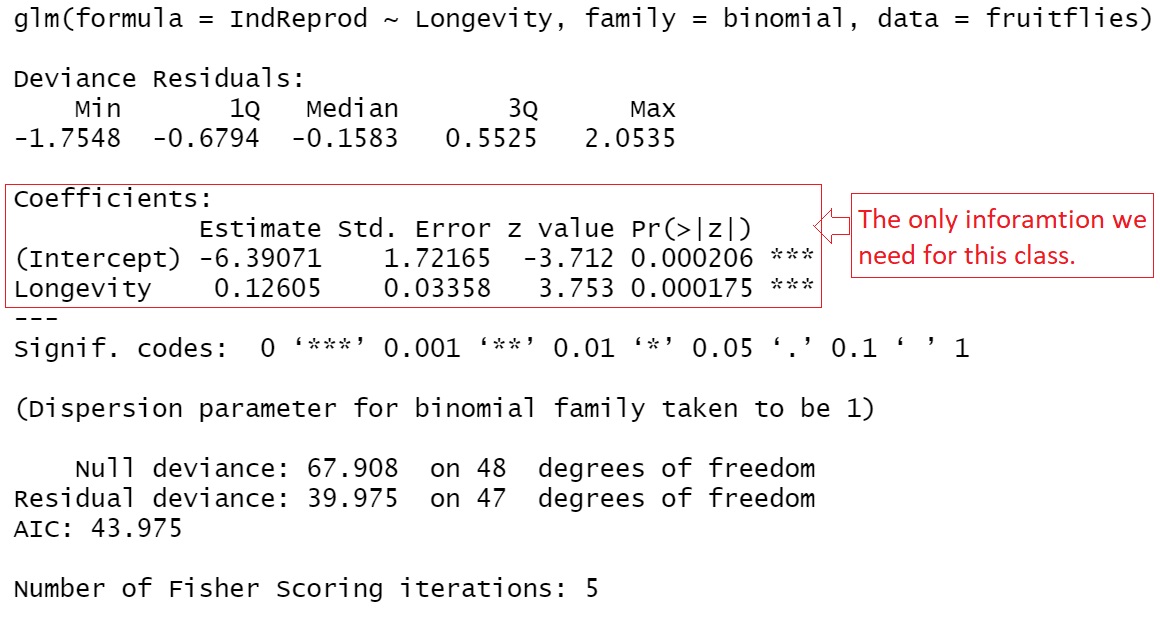 glm(formula = IndReprod ~ Longevity, family = binomial, data = fruitflies)
Deviance Residuals:
Min 1Q Median 3Q Max
-1.7548 -0.6794 -0.1583 0.5525 2.0535
Coefficients:
Estimate Std. Error z value Pr(>|z|)
(Intercept) -6.39071 1.72165 -3.712 0.000206 ***
Longevity 0.12605 0.03358 3.753 0.000175 ***
---
Signif. codes: 0 ‘***’ 0.001 ‘**’ 0.01 ‘*’ 0.05 ‘.’ 0.1 ‘ ’ 1
The only inforamtion we
need for this class.
(Dispersion parameter for binomial family taken to be 1)
Null deviance: 67.908 on 48 degrees of freedom
Residual deviance: 39.975 on 47 degrees of freedom
AIC: 43.975
Number of Fisher Scoring iterations: 5